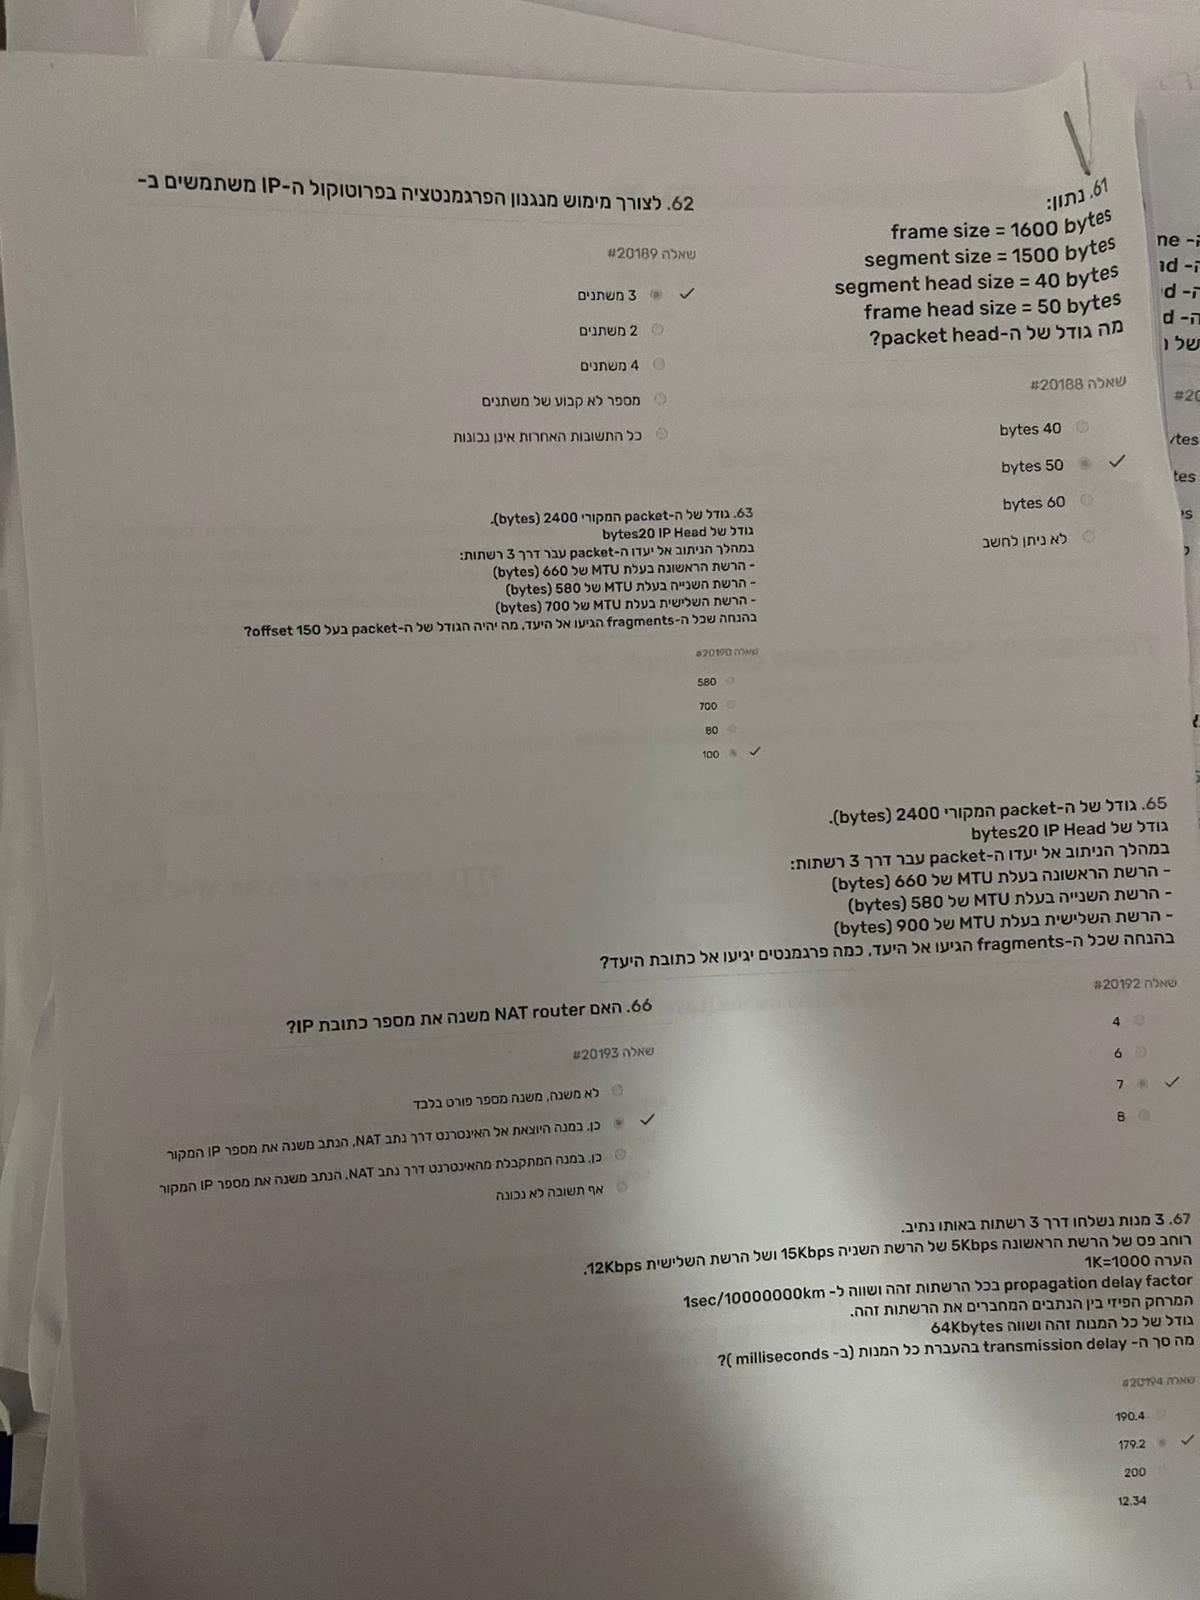 61. נתון:
frame size = 1600 bytes
segment size = 1500 bytes
segment head size = 40 bytes
frame head size = 50 bytes
מה גודל של ה-packet head?
שאלה 20188#
bytes 40
bytes 50
bytes 60
לא ניתן לחשב
62. לצורך מימוש מנגנון הפרגמנטציה בפרוטוקול ה-IP משתמשים ב-
שאלה 20189#
3 משתנים
2 משתנים
4 משתנים
מספר לא קבוע של משתנים
כל התשובות האחרות אינן נכונות
63. גודל של ה-packet המקורי 2400 (bytes).
גודל של bytes20 IP Head
במהלך הניתוב אל יעדו ה-packet עבר דרך 3 רשתות:
- הרשת הראשונה בעלת MTU של 660 (bytes)
- הרשת השנייה בעלת MTU של 580 (bytes)
- הרשת השלישית בעלת MTU של 700 (bytes)
בהנחה שכל ה-fragments הגיעו אל היעד, מה יהיה הגודל של ה-packet בעל offset 150?
שאלה 20190#
580
700
80
100
65. גודל של ה-packet המקורי 2400 (bytes).
גודל של bytes20 IP Head
במהלך הניתוב אל יעדו ה-packet עבר דרך 3 רשתות:
- הרשת הראשונה בעלת MTU של 660 (bytes)
- הרשת השנייה בעלת MTU של 580 (bytes)
- הרשת השלישית בעלת MTU של 900 (bytes)
בהנחה שכל ה-fragments הגיעו אל היעד, כמה פרגמנטים יגיעו אל כתובת היעד?
שאלה 20192#
4
6
7
8
66. האם NAT router משנה את מספר כתובת IP?
שאלה 20193#
לא משנה, משנה מספר פורט בלבד
כן, במנה היוצאת אל האינטרנט דרך נתב NAT, הנתב משנה את מספר IP המקור
כן, במנה המתקבלת מהאינטרנט דרך נתב NAT, הנתב משנה את מספר IP המקור
אף תשובה לא נכונה
67. 3 מנות נשלחו דרך 3 רשתות באותו נתיב.
רוחב פס של הרשת הראשונה 5Kbps של הרשת השניה 15Kbps ושל הרשת השלישית 12Kbps.
הערה 1K=1000
propagation delay factor בכל הרשתות זהה ושווה ל- 1sec/10000000km
המרחק הפיזי בין הנתבים המחברים את הרשתות זהה.
גודל של כל המנות זהה ושווה 64Kbytes
מה סך ה- transmission delay בהעברת כל המנות (ב- milliseconds )?
שאלה 20194#
190.4
179.2
200
12.34